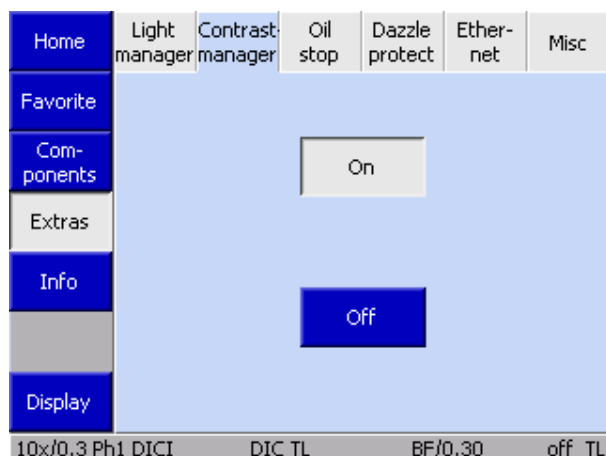 Home
Light
manager
Contrast-
manager
Oil
stop
Dazzle
protect
Ether-
net
Misc
Favorite
Com-
ponents
Extras
Info
Display
On
Off
10x/0.3 Ph1 DICI DIC TL BF/0.30 off TL